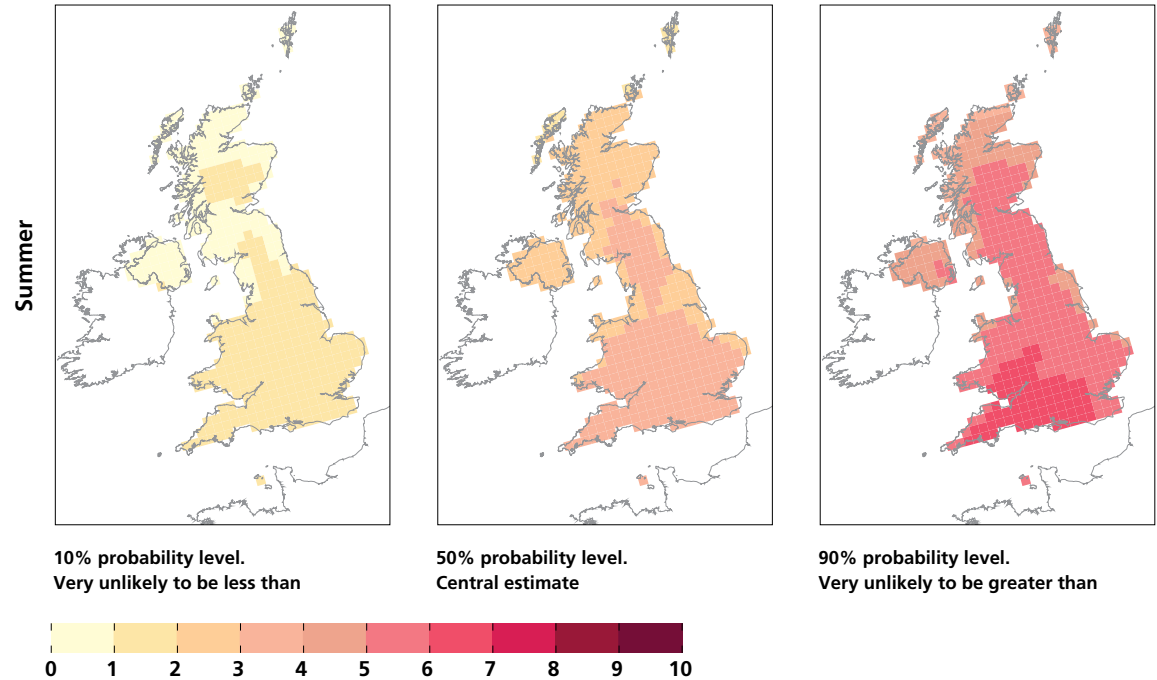 Summer
10% probability level.
Very unlikely to be less than
50% probability level.
Central estimate
90% probability level.
Very unlikely to be greater than
0 1 2 3 4 5 6 7 8 9 10